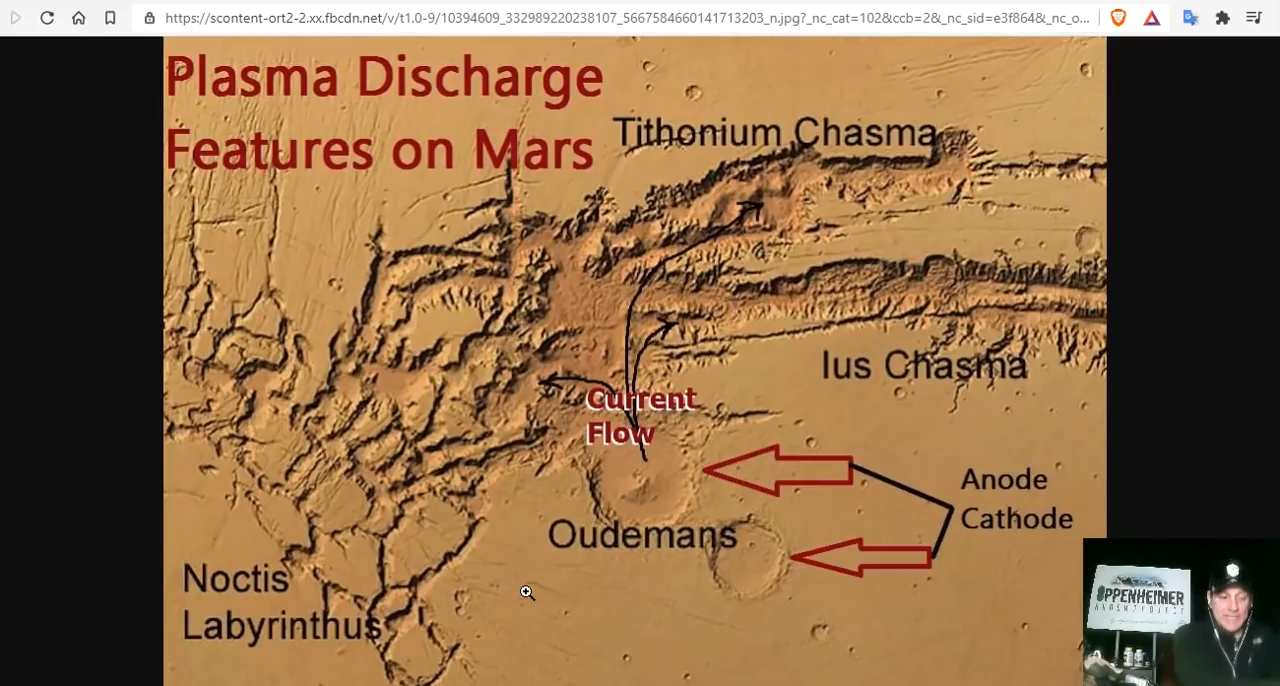 https://scontent-ort2-2.xx.fbcdn.net/v/t1.0-9/10394609_332989220238107_5667584660141713203_n.jpg?_nc_cat=102&ccb=2&_nc_sid=e3f864&_nc_o...
Plasma Discharge
Features on Mars
Tithonium Chasma
Ius Chasma
Current
Flow
Anode
Cathode
Oudemans
Noctis
Labyrinthus
OPPENHEIMER